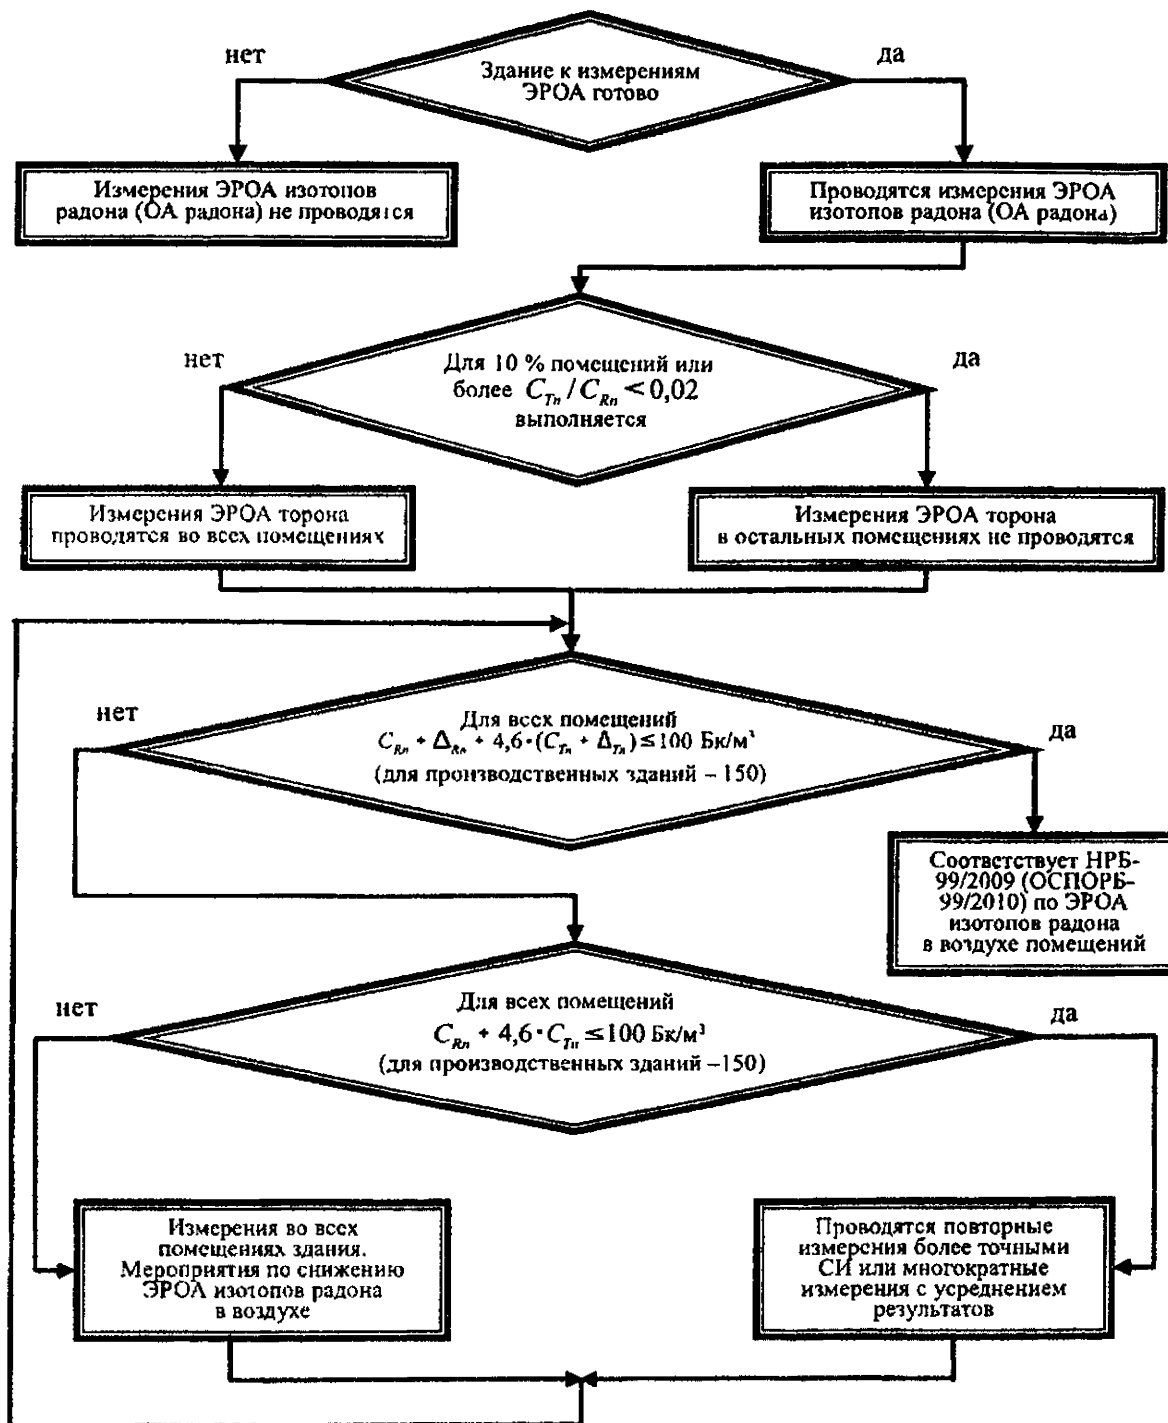 нет
да
Здание к измерениям
ЭРОА готово
Измерения ЭРОА изотопов
радона (ОА радона) не проводятся
Проводятся измерения ЭРОА
изотопов радона (ОА радона)
нет
да
Для 10 % помещений или
более C_Tn / C_Rn < 0,02
выполняется
Измерения ЭРОА торона
проводятся во всех помещениях
Измерения ЭРОА торона
в остальных помещениях не проводятся
нет
да
Для всех помещений
C_Rn + Δ_Rn + 4,6·(C_Tn + Δ_Tn) ≤ 100 Бк/м³
(для производственных зданий – 150)
Соответствует НРБ-
99/2009 (ОСПОРБ-
99/2010) по ЭРОА
изотопов радона
в воздухе помещений
нет
да
Для всех помещений
C_Rn + 4,6·C_Tn ≤ 100 Бк/м³
(для производственных зданий –150)
Измерения во всех
помещениях здания.
Мероприятия по снижению
ЭРОА изотопов радона
в воздухе
Проводятся повторные
измерения более точными
СИ или многократные
измерения с усреднением
результатов